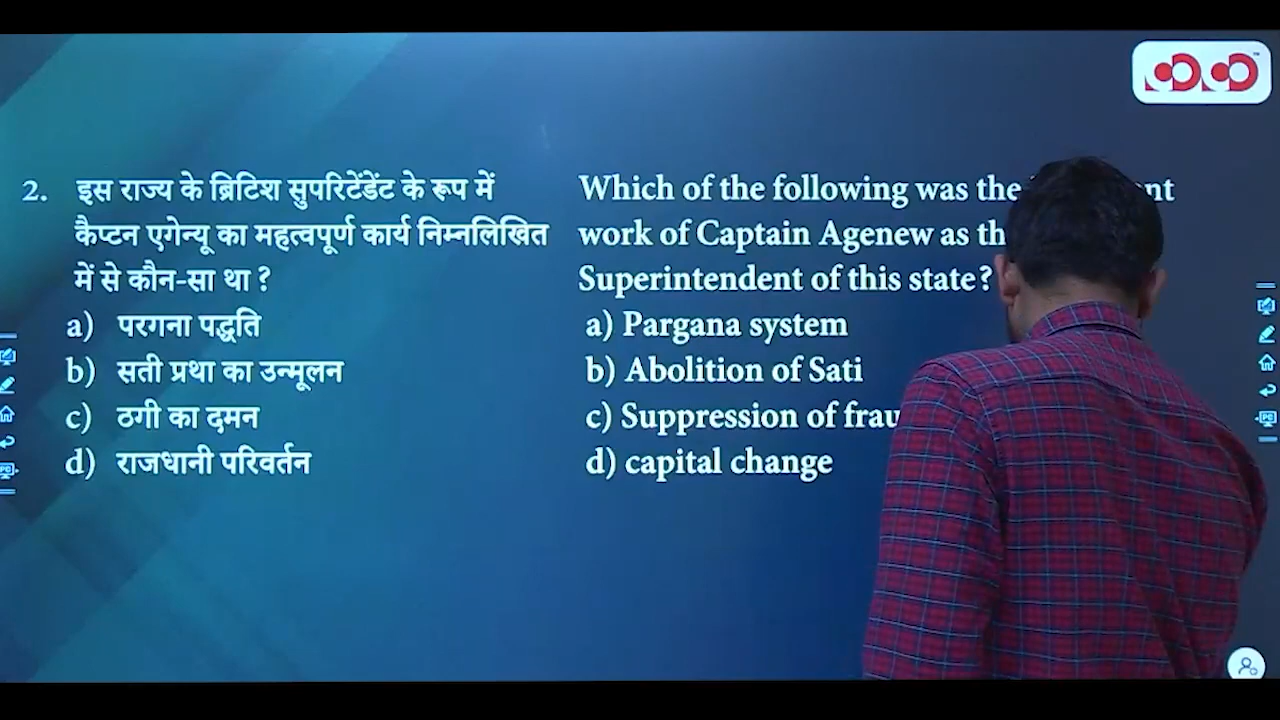 2. इस राज्य के ब्रिटिश सुपरिटेंडेंट के रूप में
कैप्टन एगेन्यू का महत्वपूर्ण कार्य निम्नलिखित
में से कौन-सा था ?
a) परगना पद्धति
b) सती प्रथा का उन्मूलन
c) ठगी का दमन
d) राजधानी परिवर्तन
Which of the following was the
work of Captain Agenew as
Superintendent of this state?
a) Pargana system
b) Abolition of Sati
c) Suppression of
d) capital change